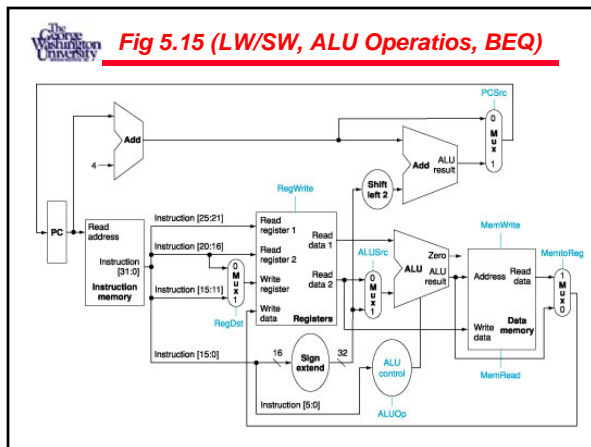 The
George
Washington
University
Fig 5.15 (LW/SW, ALU Operatios, BEQ)
PCSrc
Add
4
0
M
u
x
1
Add ALU
result
Shift
left 2
RegWrite
PC
Read
address
Instruction
[31:0]
Instruction
memory
Instruction [25:21]
Instruction [20:16]
Instruction [15:11]
0
M
u
x
1
RegDst
Read
register 1
Read
register 2
Write
register
Write
data
Read
data 1
Read
data 2
Registers
ALUSrc
0
M
u
x
1
Zero
ALU
ALU
result
MemWrite
Address
Read
data
Write
data
Data
memory
MemRead
MemtoReg
1
M
u
x
0
Instruction [15:0]
16
Sign
extend
32
ALU
control
Instruction [5:0]
ALUOp